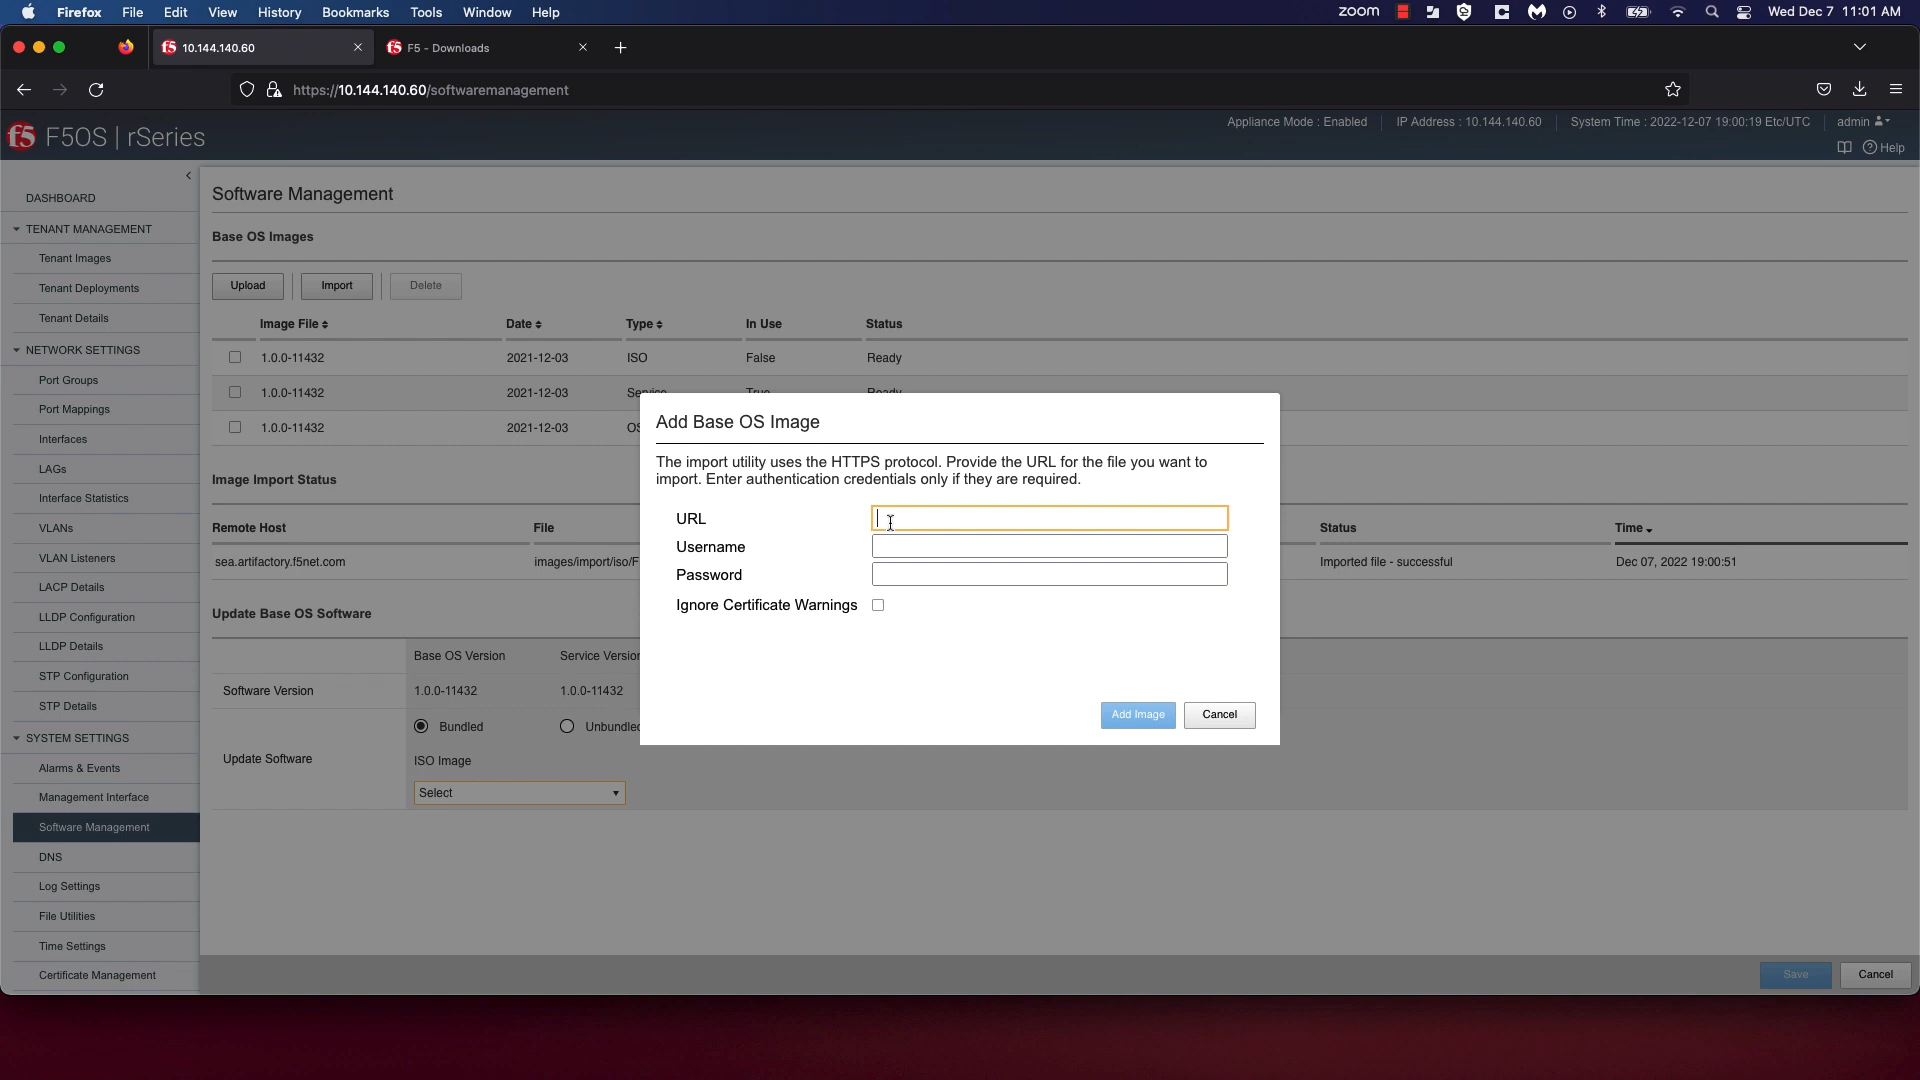 Firefox File Edit View History Bookmarks Tools Window Help zoom Wed Dec 7 11:01 AM
10.144.140.60 F5 - Downloads
https://10.144.140.60/softwaremanagement
f5 F5OS | rSeries Appliance Mode : Enabled IP Address : 10.144.140.60 System Time : 2022-12-07 19:00:19 Etc/UTC admin
Help
DASHBOARD
TENANT MANAGEMENT
Tenant Images
Tenant Deployments
Tenant Details
NETWORK SETTINGS
Port Groups
Port Mappings
Interfaces
LAGs
Interface Statistics
VLANs
VLAN Listeners
LACP Details
LLDP Configuration
LLDP Details
STP Configuration
STP Details
SYSTEM SETTINGS
Alarms & Events
Management Interface
Software Management
DNS
Log Settings
File Utilities
Time Settings
Certificate Management
Software Management
Base OS Images
Upload Import Delete
Image File Date Type In Use Status
1.0.0-11432 2021-12-03 ISO False Ready
1.0.0-11432 2021-12-03 Service True Ready
1.0.0-11432 2021-12-03 OS
Image Import Status
Remote Host File Status Time
sea.artifactory.f5net.com images/import/iso/F Imported file - successful Dec 07, 2022 19:00:51
Update Base OS Software
Base OS Version Service Version
Software Version 1.0.0-11432 1.0.0-11432
Bundled Unbundled
Update Software
ISO Image
Select
Add Base OS Image
The import utility uses the HTTPS protocol. Provide the URL for the file you want to
import. Enter authentication credentials only if they are required.
URL
Username
Password
Ignore Certificate Warnings
Add Image Cancel
Save Cancel